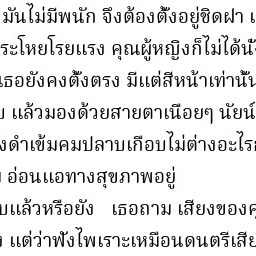 มันไม่มีพนัก จึงต้องตั้งอยู่ชิดฝา
ระโหยโรยแรง คุณผู้หญิงก็ไม่ได้นั่
เธอยังคงตั้งตรง มีแต่สีหน้าเท่านั้น
แล้วมองด้วยสายตาเนือยๆ นัยน์
งดำเข้มคมปลาบเกือบไม่ต่างอะไร
อ่อนแอทางสุขภาพอยู่
บแล้วหรือยัง เธอถาม เสียงของคุ
แต่ว่าฟังไพเราะเหมือนดนตรีเสีย